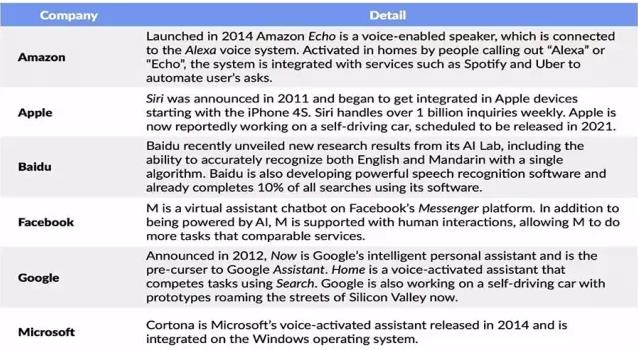 Company Detail
Launched in 2014 Amazon Echo is a voice-enabled speaker, which is connected
to the Alexa voice system. Activated in homes by people calling out "Alexa" or
Amazon
"Echo", the system is integrated with services such as Spotify and Uber to
automate user's asks.
Siri was announced in 2011 and began to get integrated in Apple devices
Apple
starting with the iPhone 4S. Siri handles over 1 billion inquiries weekly. Apple is
now reportedly working on a self-driving car, scheduled to be released in 2021.
Baidu recently unveiled new research results from its AI Lab, including the
ability to accurately recognize both English and Mandarin with a single
Baidu
algorithm. Baidu is also developing powerful speech recognition software and
already completes 10% of all searches using its software.
M is a virtual assistant chatbot on Facebook's Messenger platform. In addition to
Facebook
being powered by AI, M is supported with human interactions, allowing M to do
more tasks that comparable services.
Announced in 2012, Now is Google's intelligent personal assistant and is the
pre-curser to Google Assistant. Home is a voice-activated assistant that
Google
competes tasks using Search. Google is also working on a self-driving car with
prototypes roaming the streets of Silicon Valley now.
Cortona is Microsoft's voice-activated assistant released in 2014 and is
Microsoft
integrated on the Windows operating system.